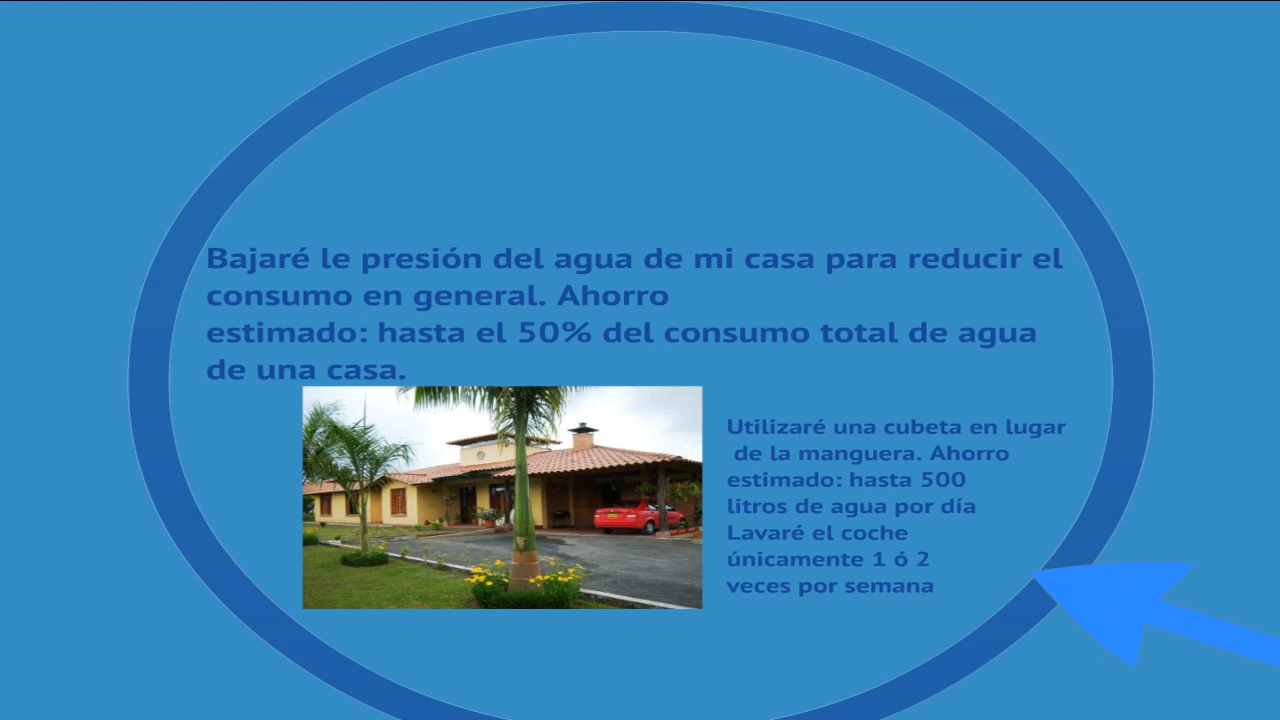 Bajaré le presión del agua de mi casa para reducir el
consumo en general. Ahorro
estimado: hasta el 50% del consumo total de agua
de una casa.
Utilizaré una cubeta en lugar
de la manguera. Ahorro
estimado: hasta 500
litros de agua por día
Lavaré el coche
únicamente 1 ó 2
veces por semana